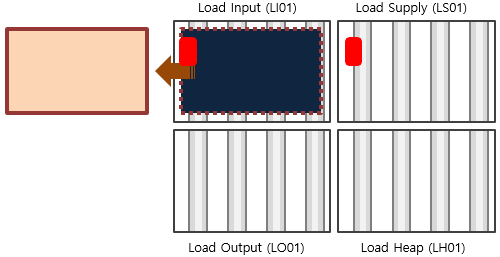 Load Input (LI01)
Load Supply (LS01)
Load Output (LO01)
Load Heap (LH01)